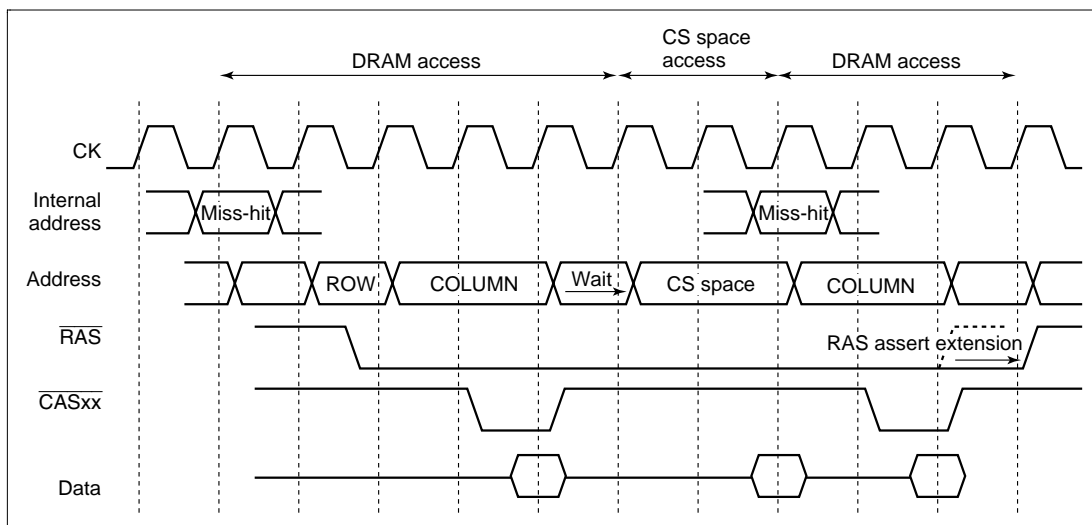 CS space
access
DRAM access
DRAM access
CK
Internal
address
Miss-hit
Miss-hit
Address
ROW
COLUMN
Wait
CS space
COLUMN
RAS
RAS assert extension
CASxx
Data